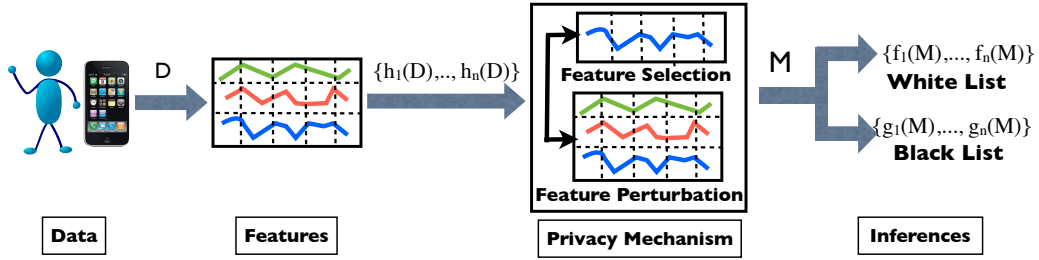 D
{h₁(D),.., hₙ(D)}
Feature Selection
Feature Perturbation
M
{f₁(M),..., fₙ(M)}
White List
{g₁(M),..., gₙ(M)}
Black List
Data
Features
Privacy Mechanism
Inferences